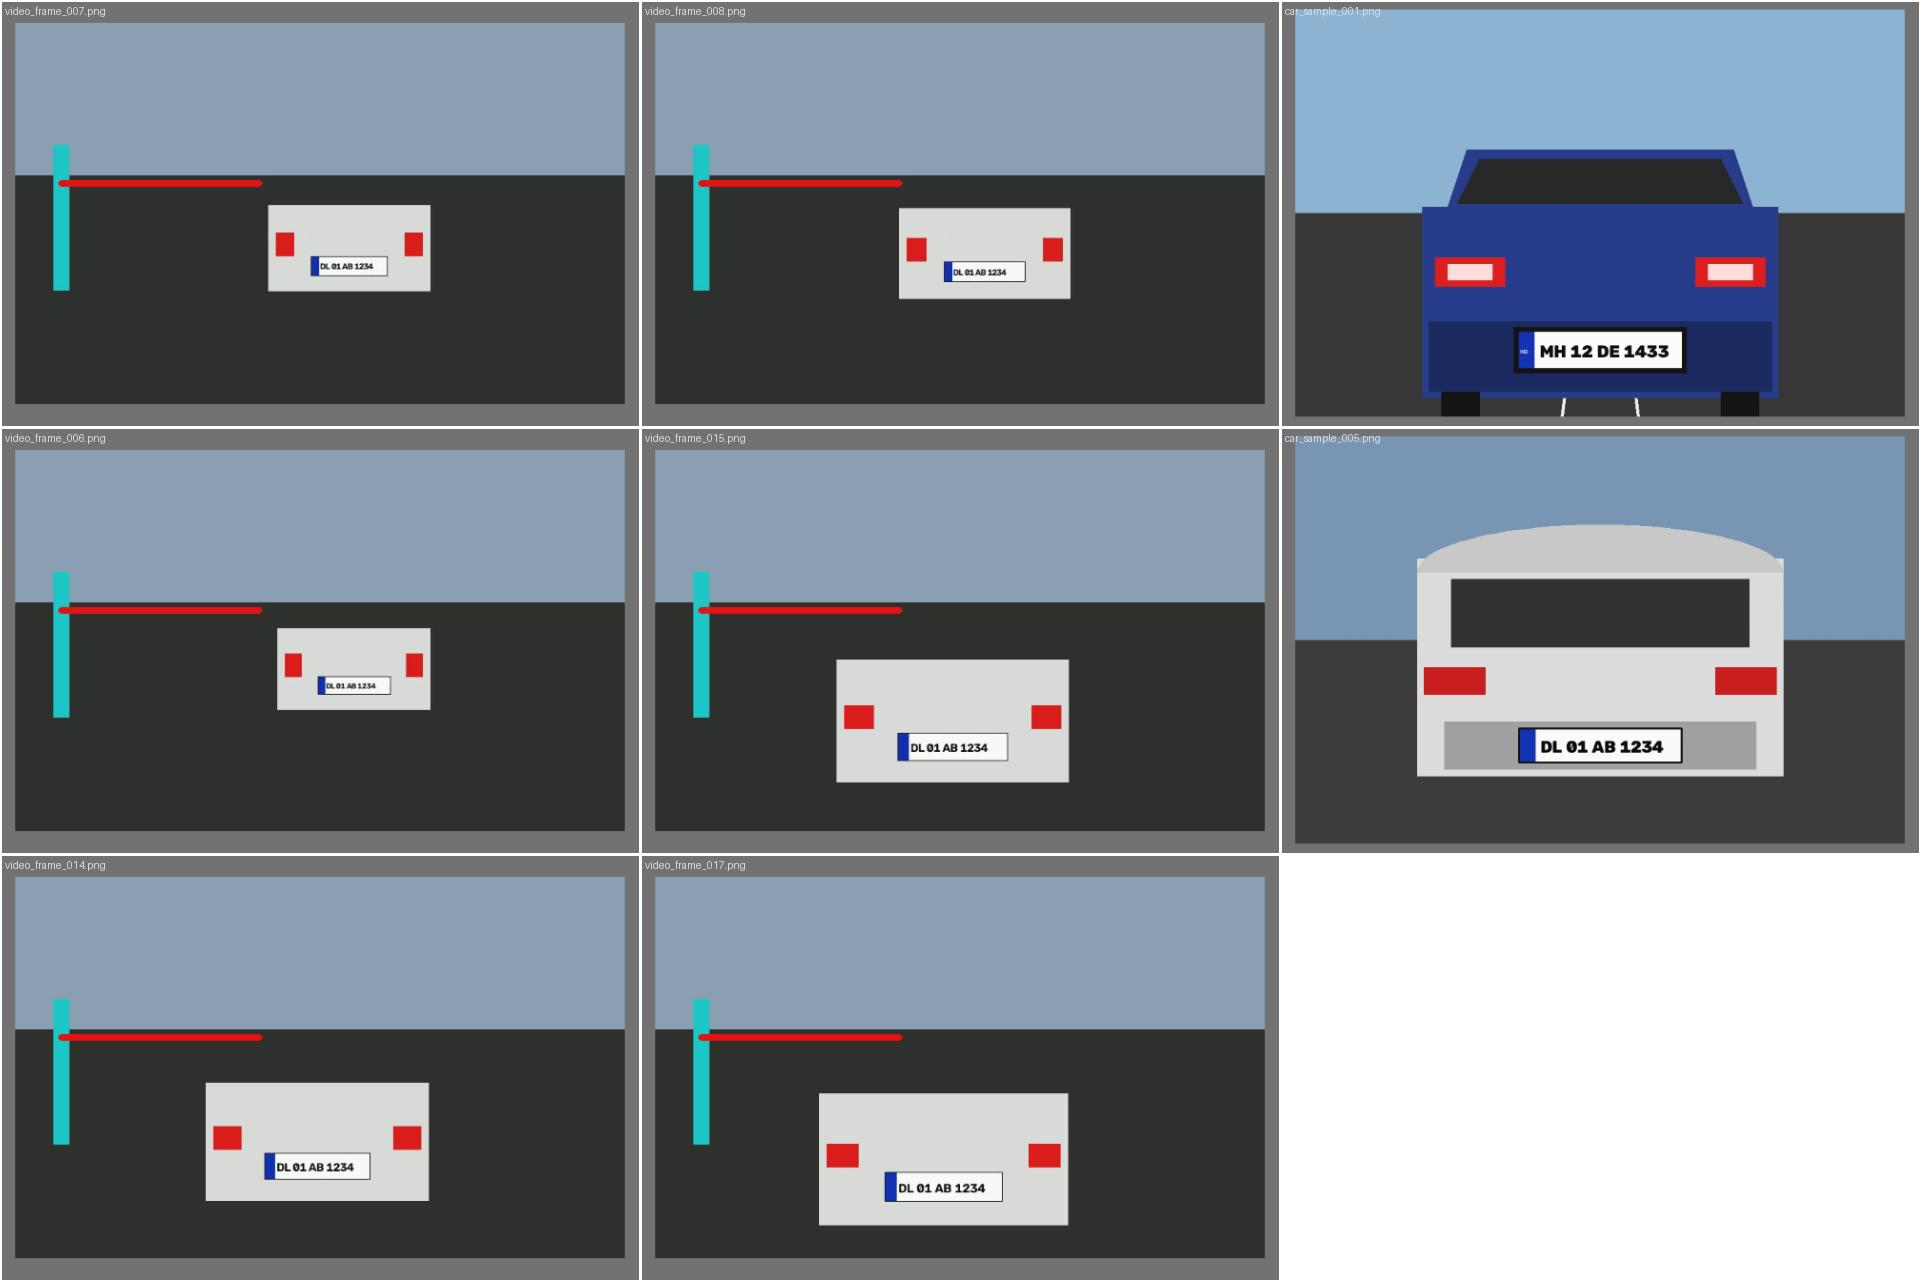 video_frame_007.png
DL 01 AB 1234
video_frame_008.png
DL 01 AB 1234
car_sample_001.png
IND
MH 12 DE 1433
video_frame_006.png
DL 01 AB 1234
video_frame_015.png
DL 01 AB 1234
car_sample_005.png
DL 01 AB 1234
video_frame_014.png
DL 01 AB 1234
video_frame_017.png
DL 01 AB 1234